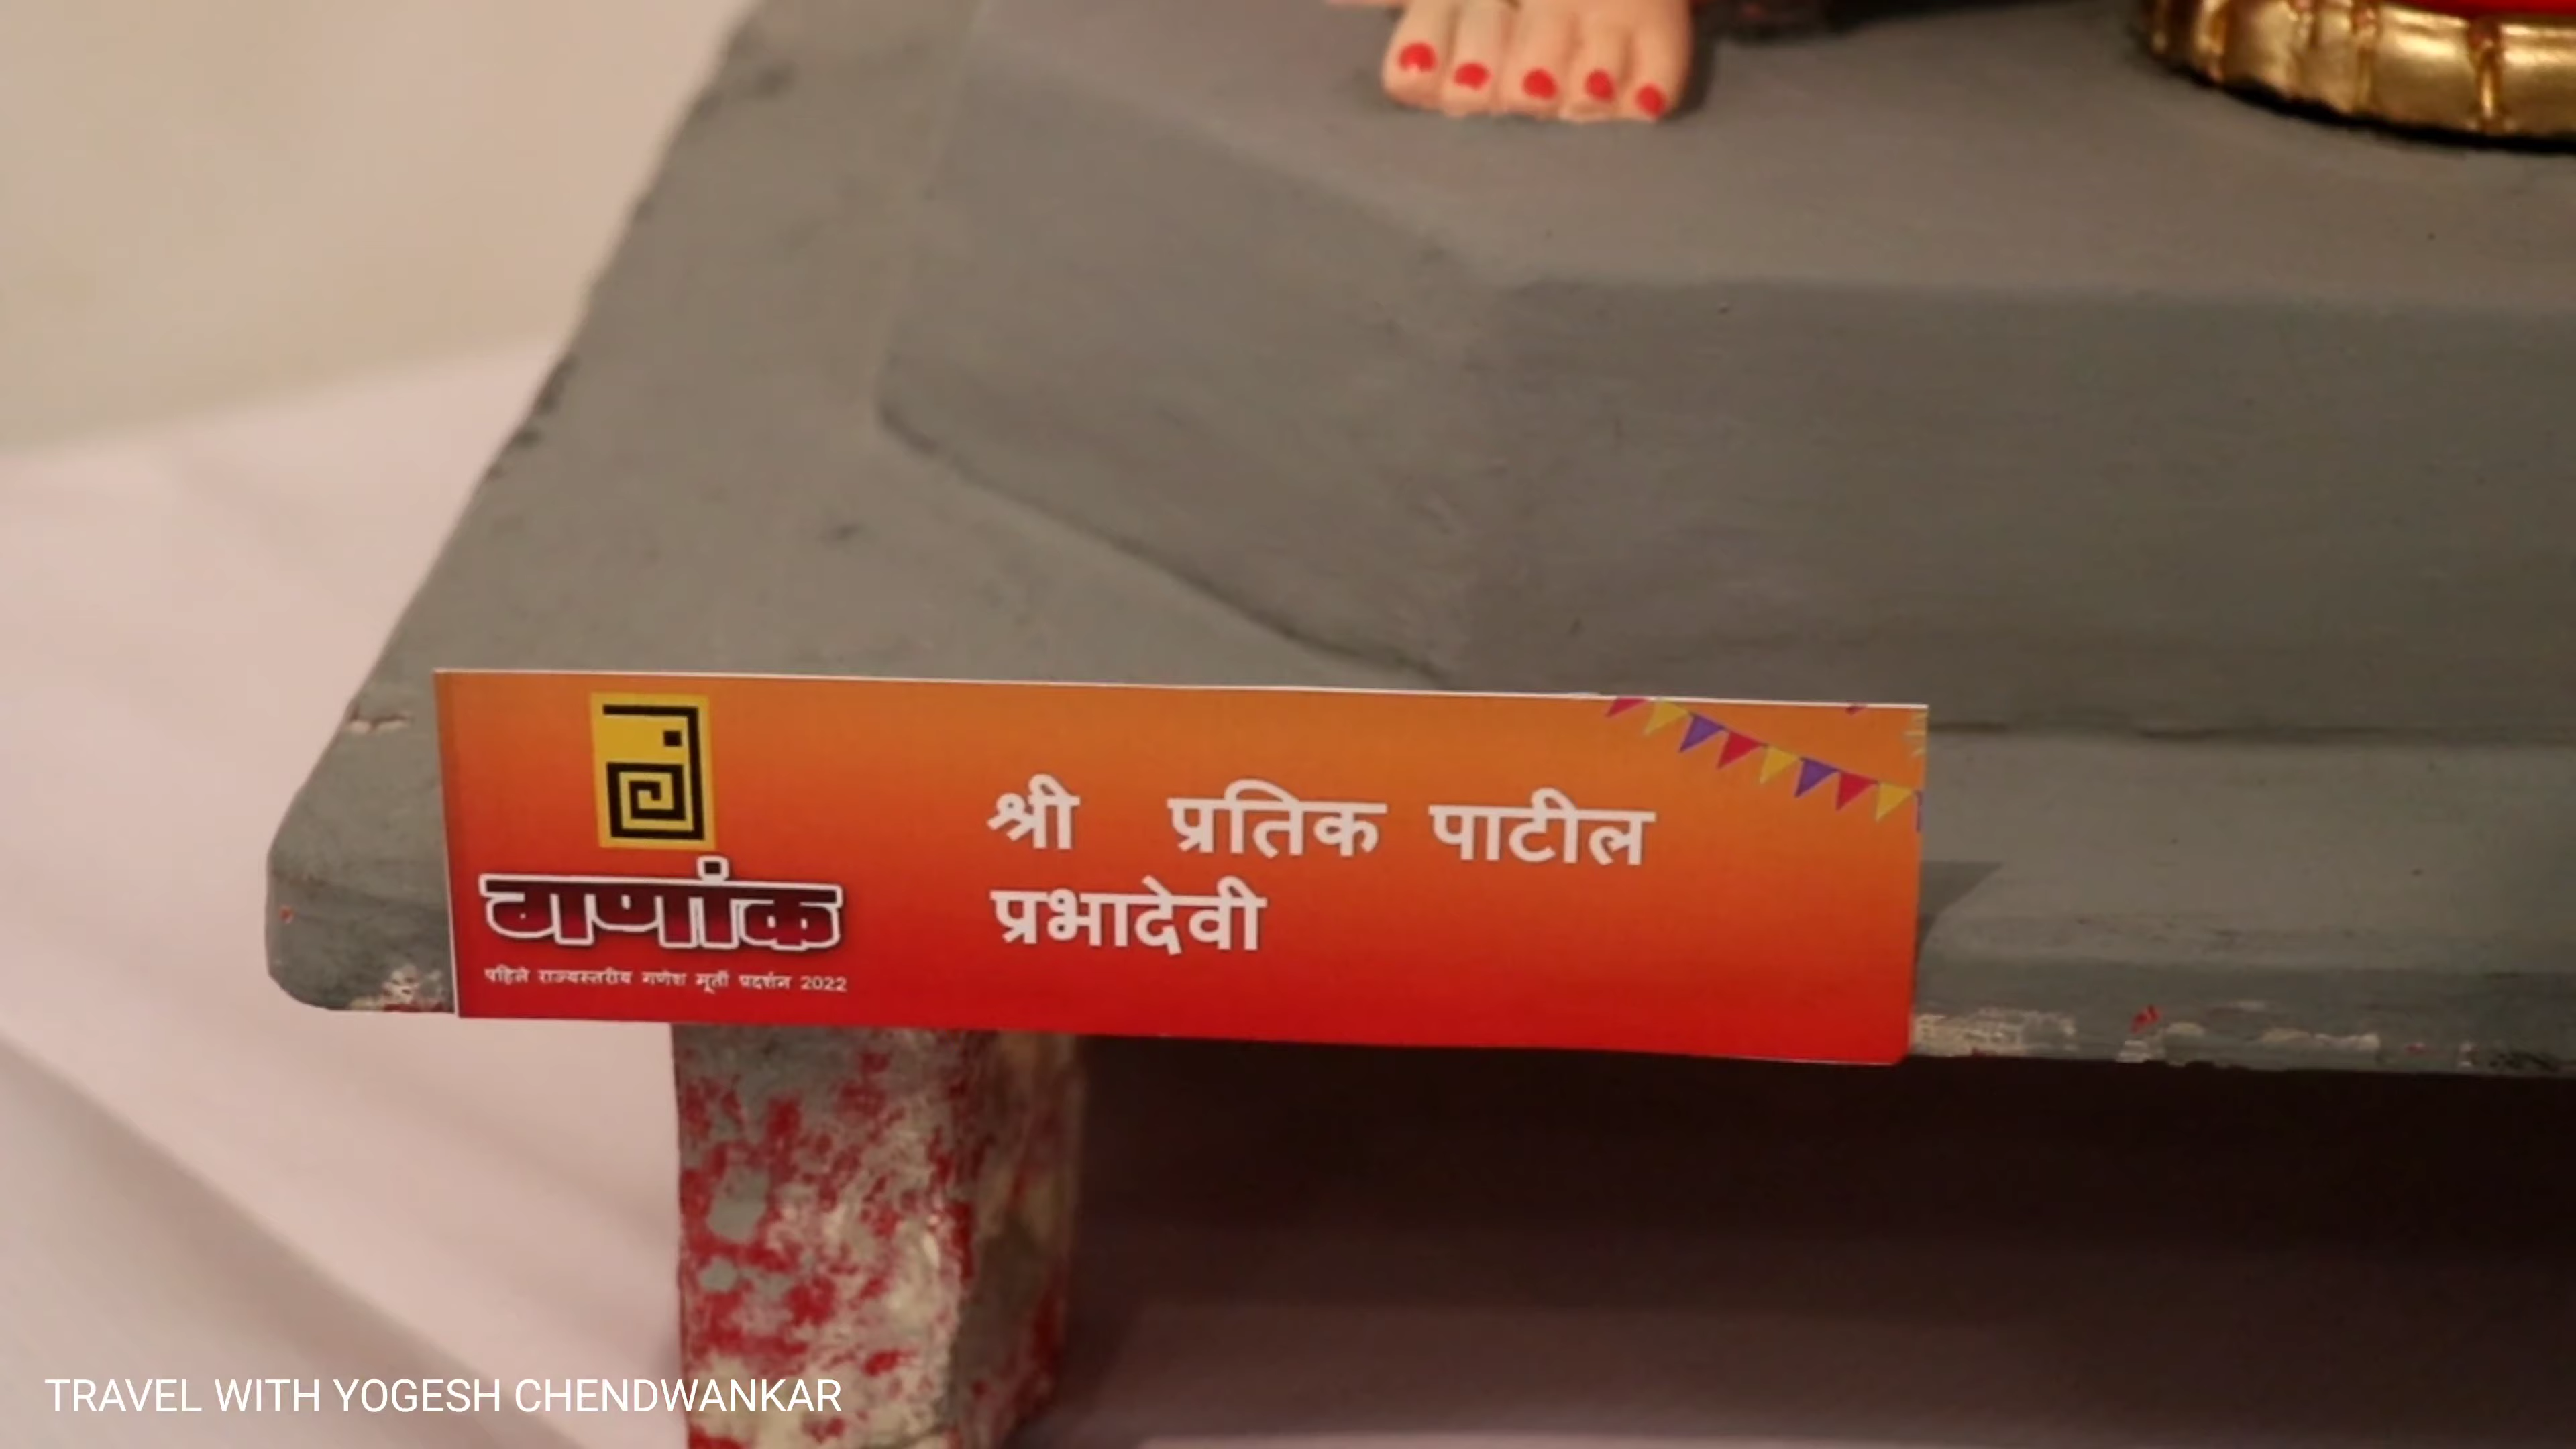 श्री प्रतिक पाटील
प्रभादेवी
गणांक
पहिले राज्यस्तरीय गणेश मूर्ती प्रदर्शन 2022
TRAVEL WITH YOGESH CHENDWANKAR